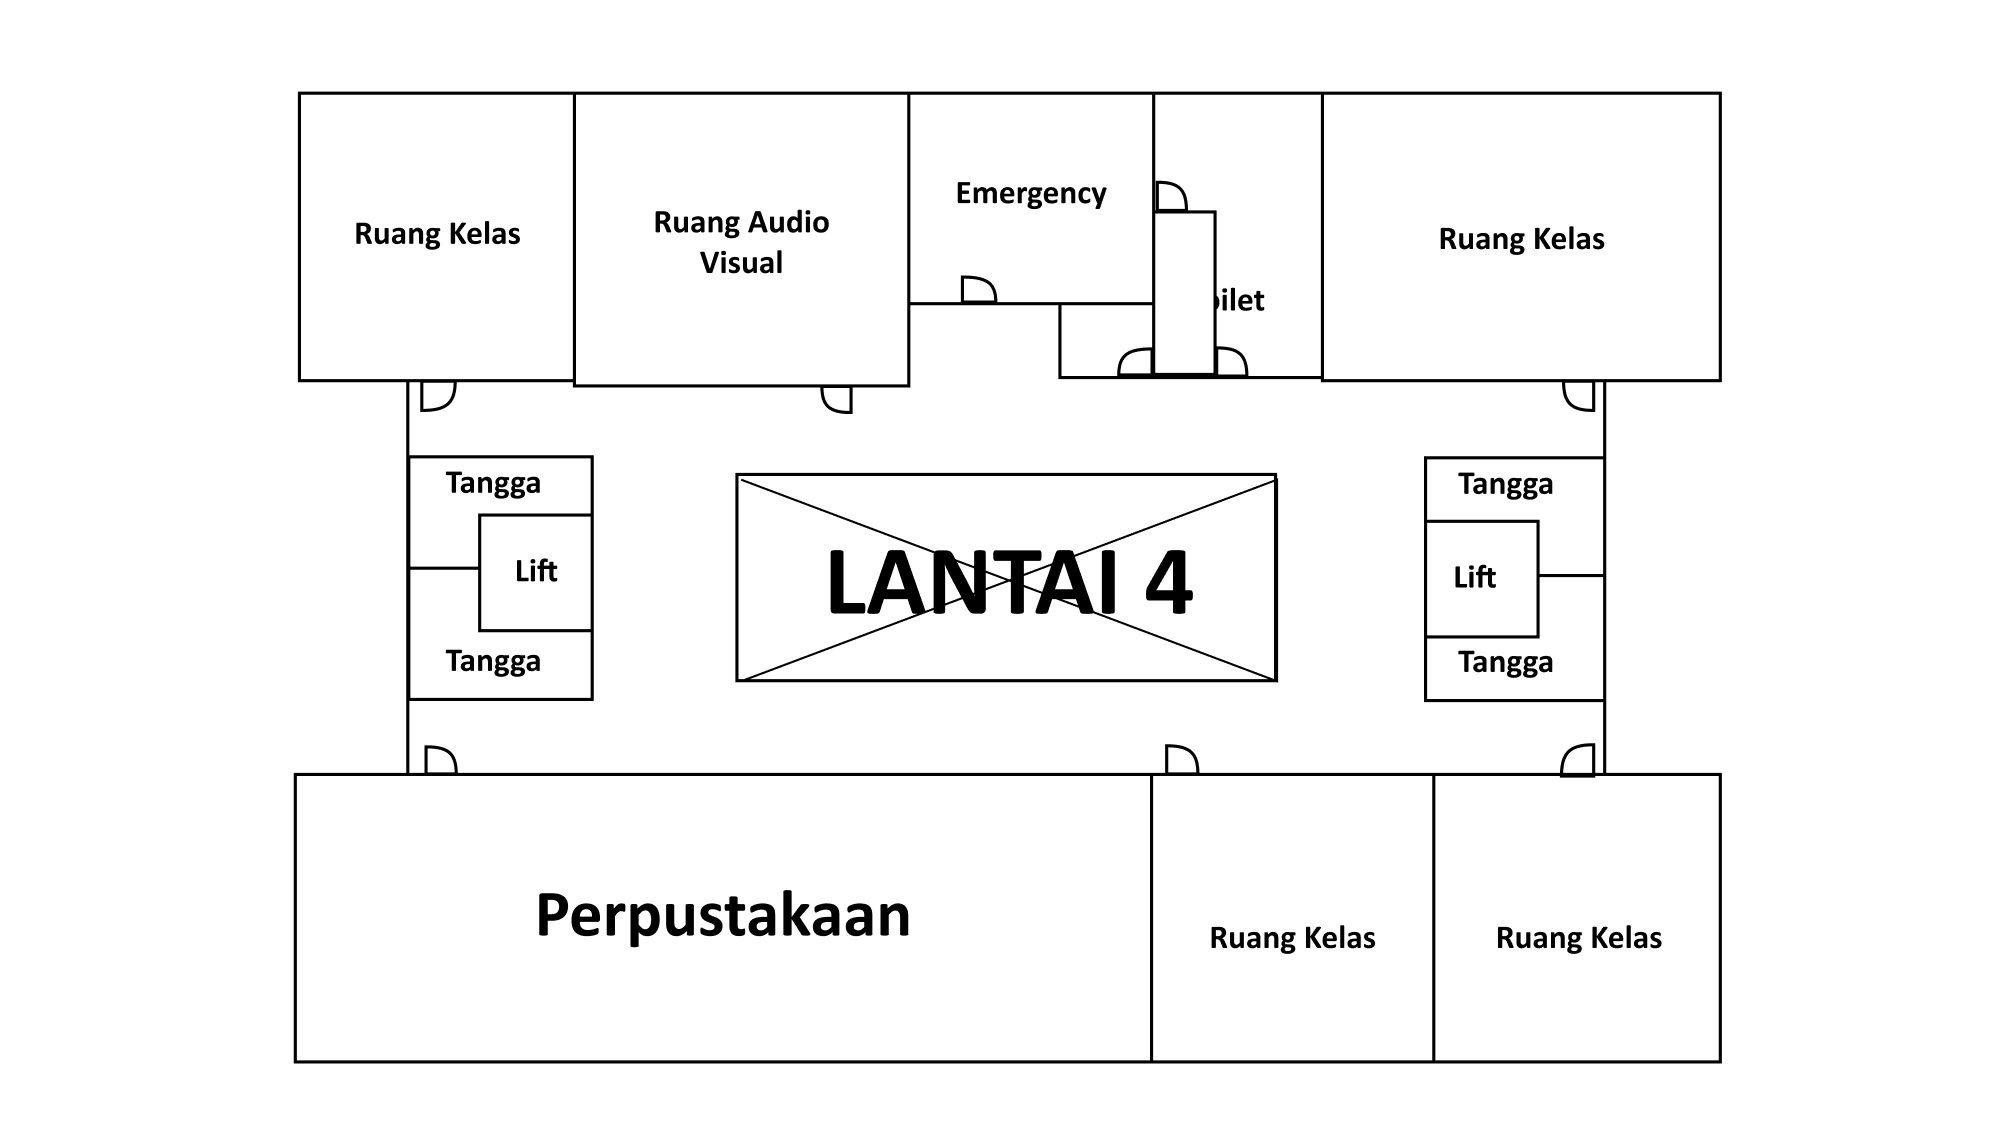 Ruang Kelas
Ruang Audio
Visual
Emergency
Ruang Kelas
Tangga
Lift
Tangga
LANTAI 4
Tangga
Lift
Tangga
Perpustakaan
Ruang Kelas
Ruang Kelas